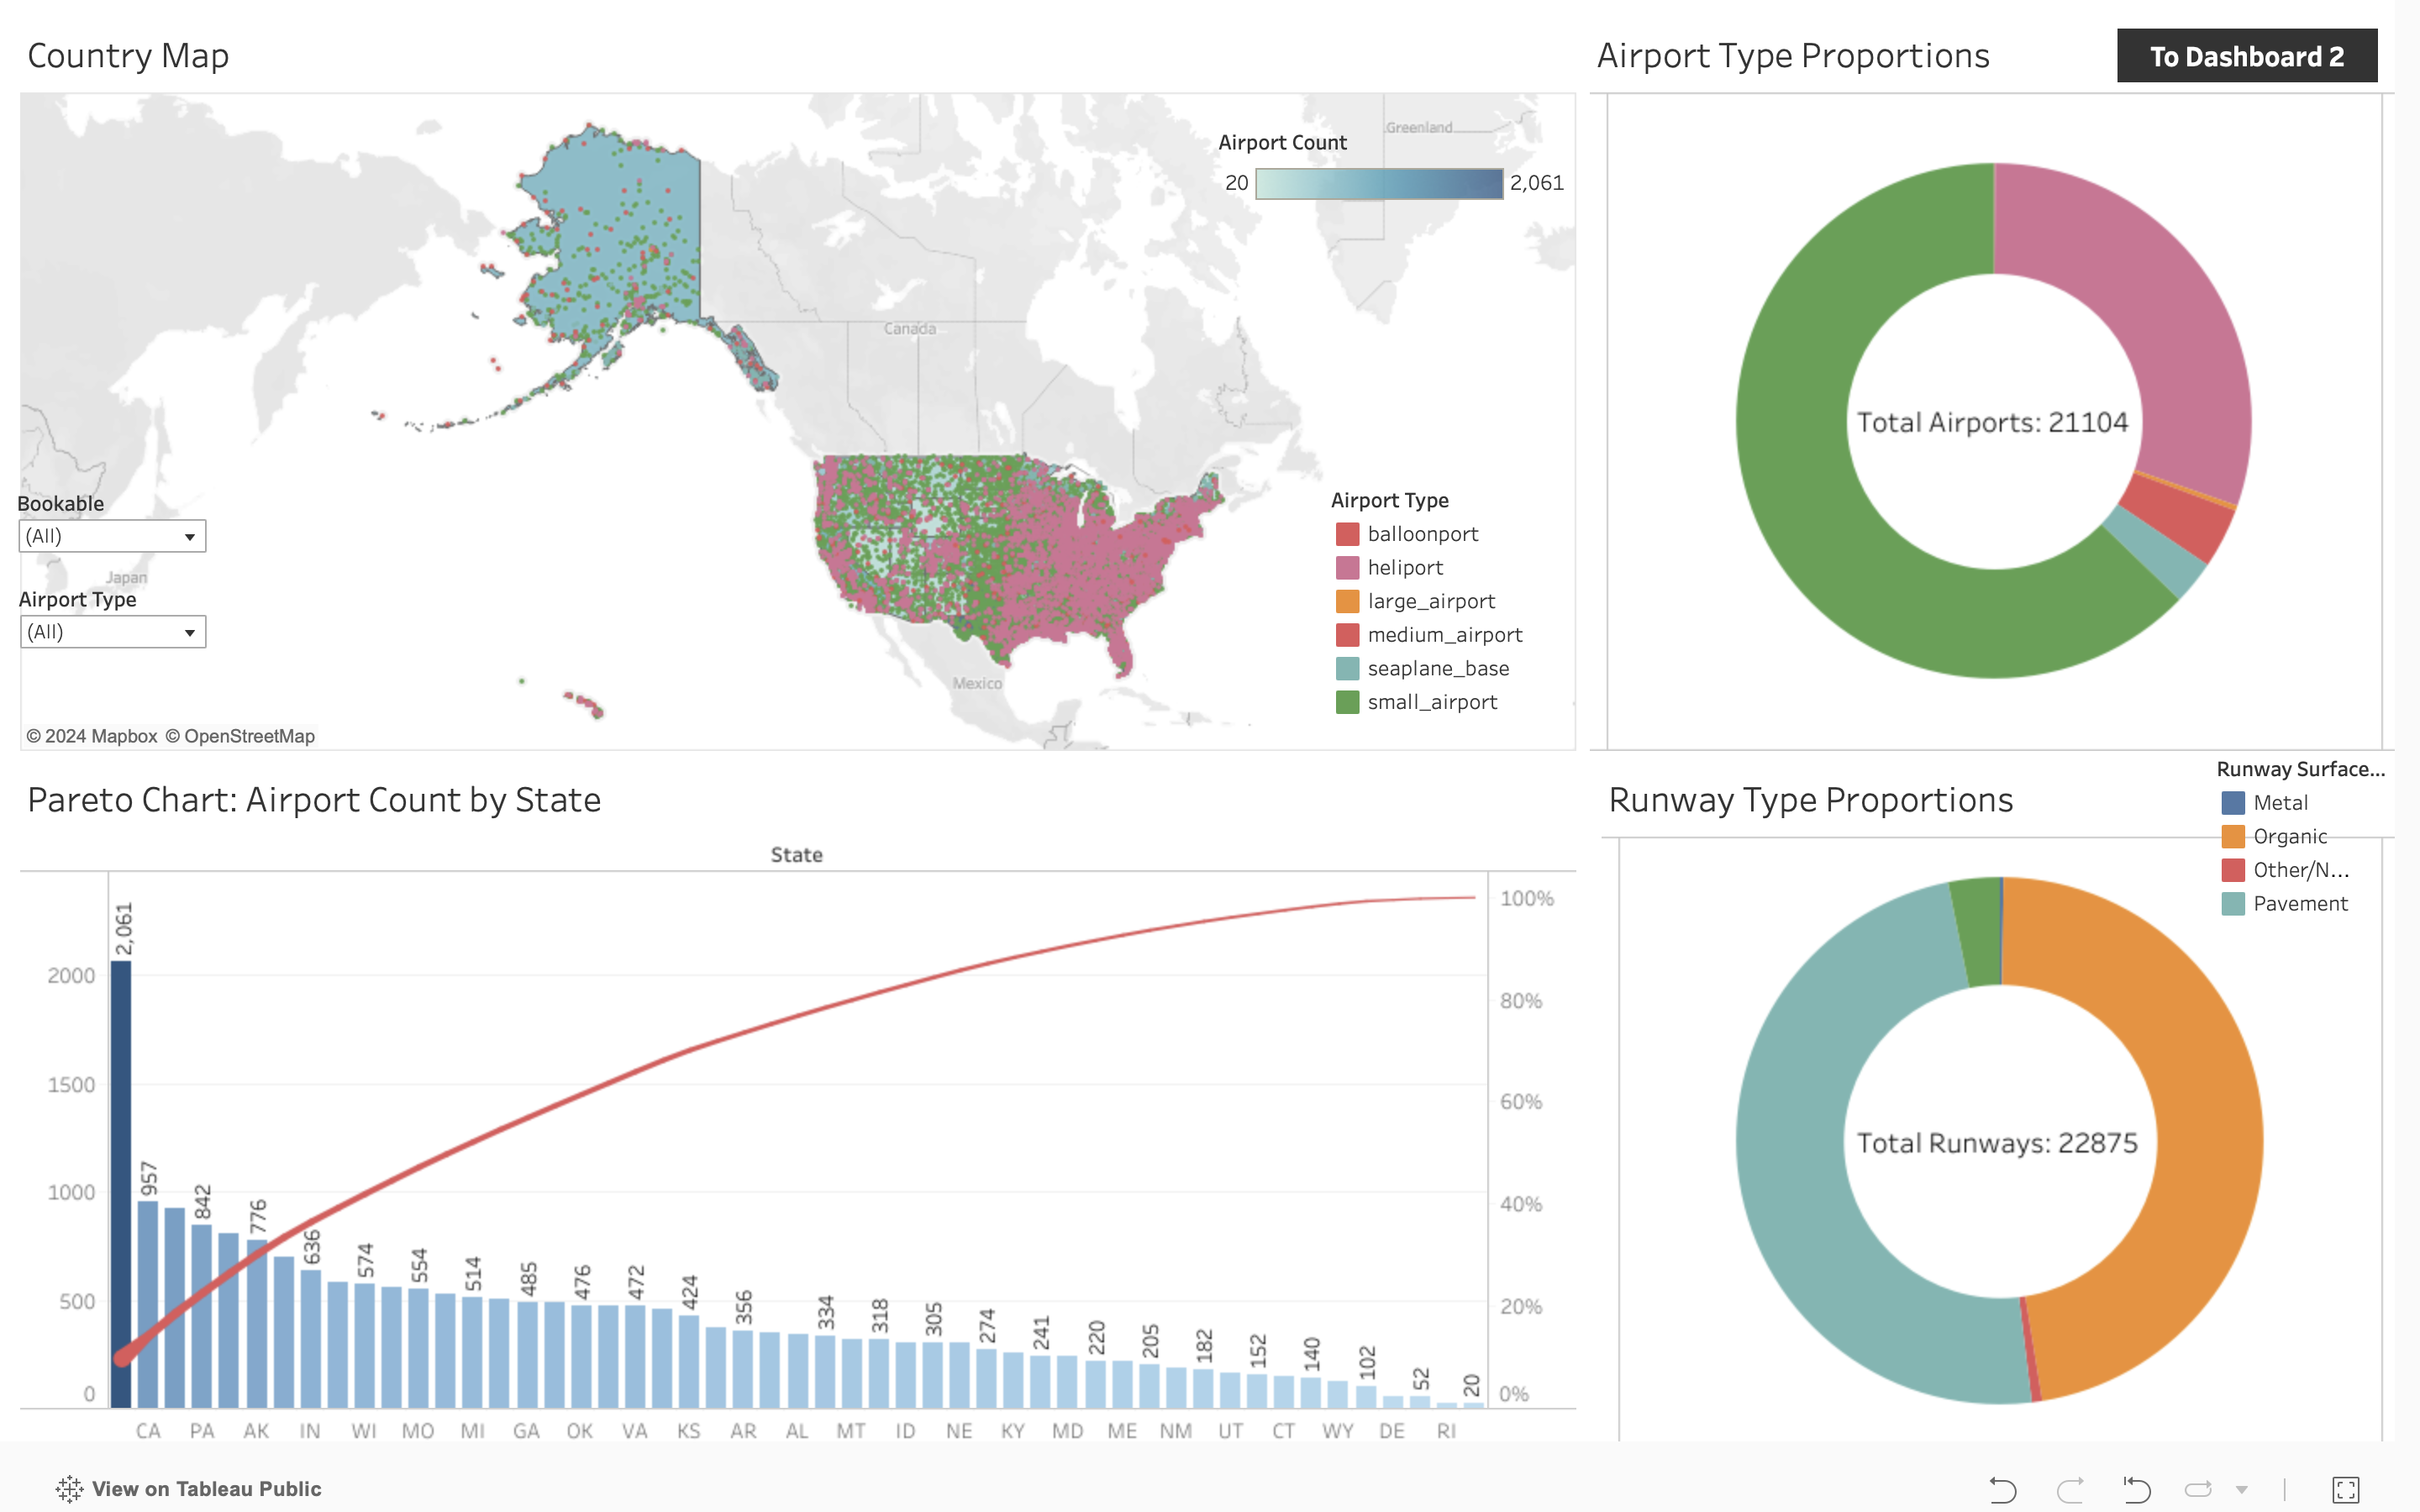 Country Map
Airport Type Proportions
To Dashboard 2
Greenland
Airport Count
20
2,061
Canada
Total Airports: 21104
Bookable
(All)
Japan
Airport Type
(All)
Airport Type
balloonport
heliport
large_airport
medium_airport
seaplane_base
small_airport
Mexico
© 2024 Mapbox © OpenStreetMap
Pareto Chart: Airport Count by State
Runway Type Proportions
Runway Surface...
Metal
Organic
Other/N...
Pavement
State
2000
1500
1000
500
0
2,061
957
842
776
636
574
554
514
485
476
472
424
356
334
318
305
274
241
220
205
182
152
140
102
52
20
100%
80%
60%
40%
20%
0%
CA PA AK IN WI MO MI GA OK VA KS AR AL MT ID NE KY MD ME NM UT CT WY DE RI
Total Runways: 22875
View on Tableau Public